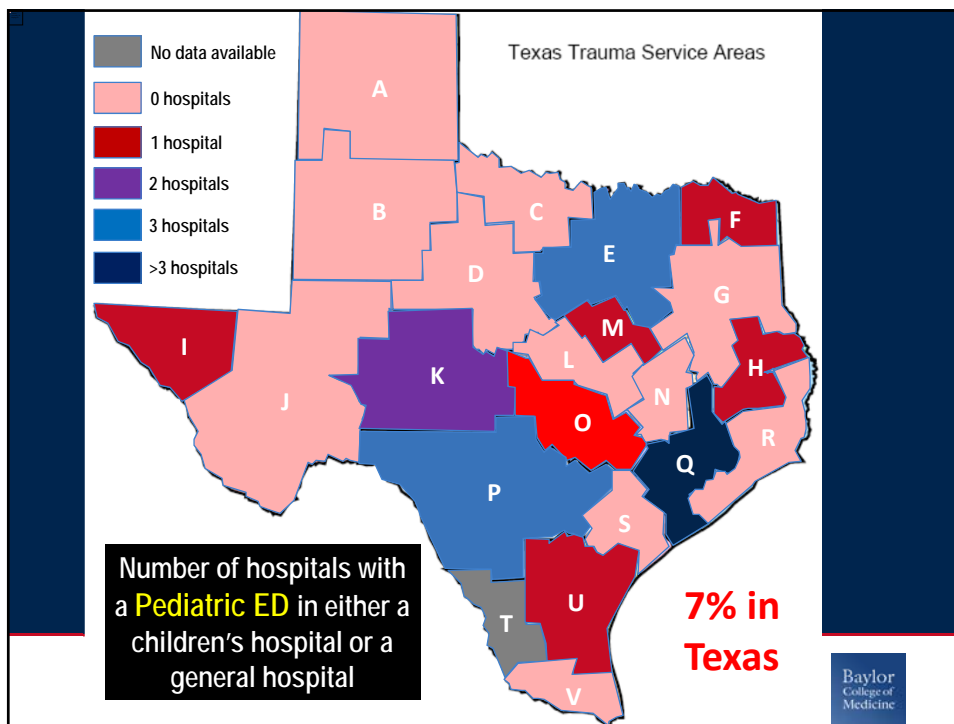 Texas Trauma Service Areas
No data available
0 hospitals
1 hospital
2 hospitals
3 hospitals
>3 hospitals
A
B
C
D
E
F
G
H
I
J
K
L
M
N
O
P
Q
R
S
T
U
V
Number of hospitals with
a Pediatric ED in either a
children's hospital or a
general hospital
7% in
Texas
Baylor
College of
Medicine